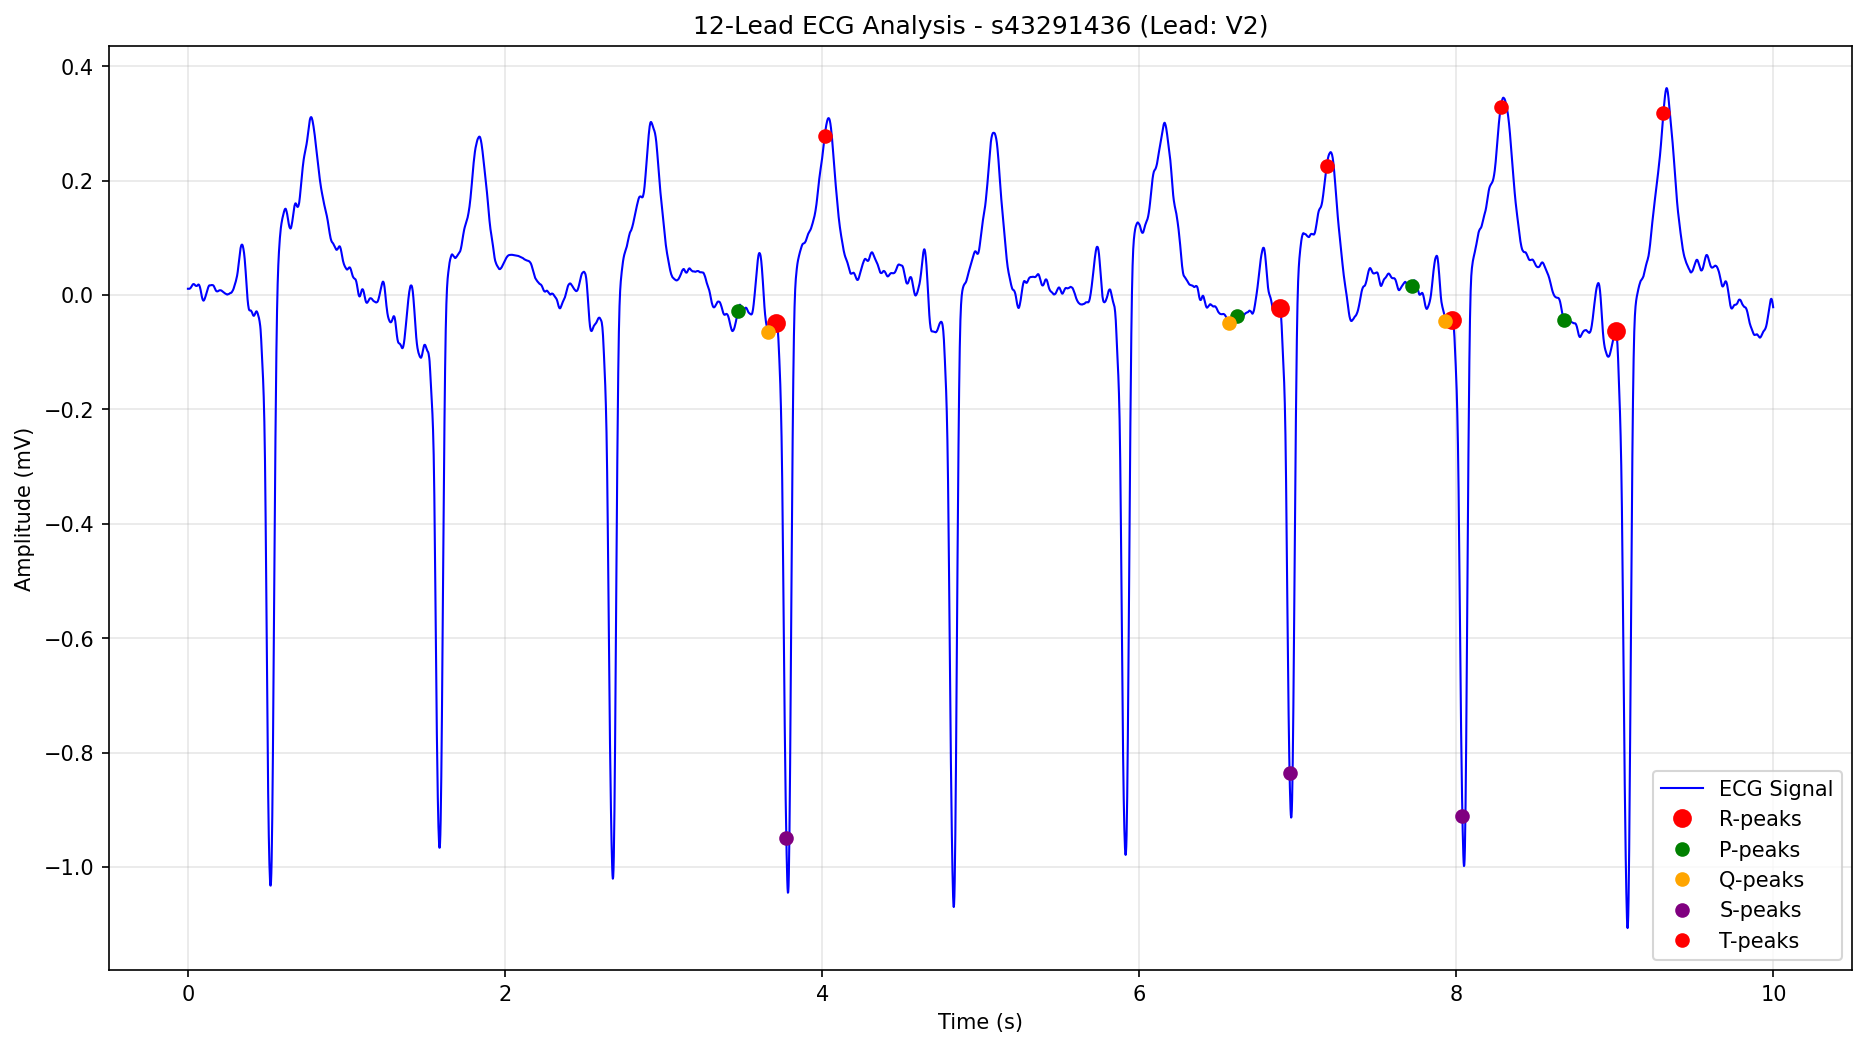 12-Lead ECG Analysis - s43291436 (Lead: V2)
Amplitude (mV)
0.4
0.2
0.0
−0.2
−0.4
−0.6
−0.8
−1.0
0 2 4 6 8 10
Time (s)
ECG Signal
R-peaks
P-peaks
Q-peaks
S-peaks
T-peaks